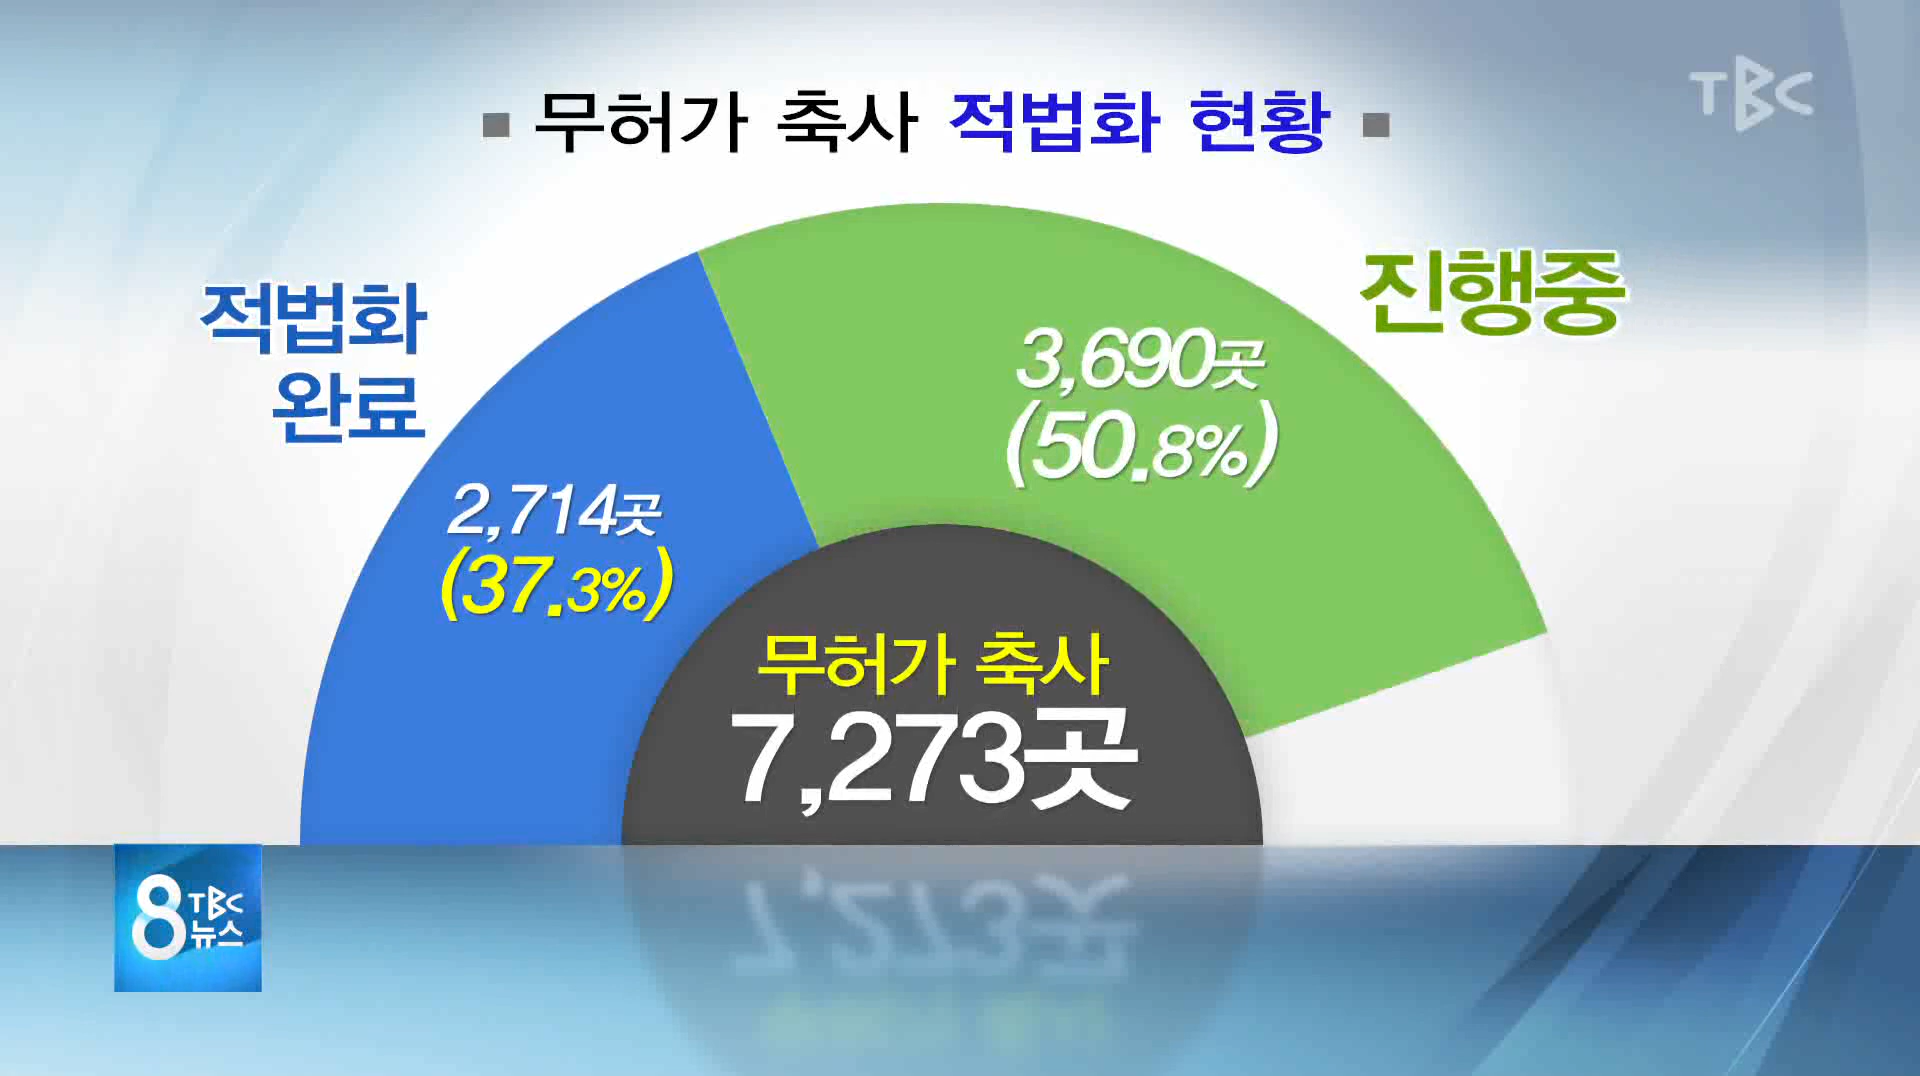 TBC
무허가 축사 적법화 현황
적법화
완료
진행중
3,690곳
(50.8%)
2,714곳
(37.3%)
무허가 축사
7,273곳
8 TBC
뉴스